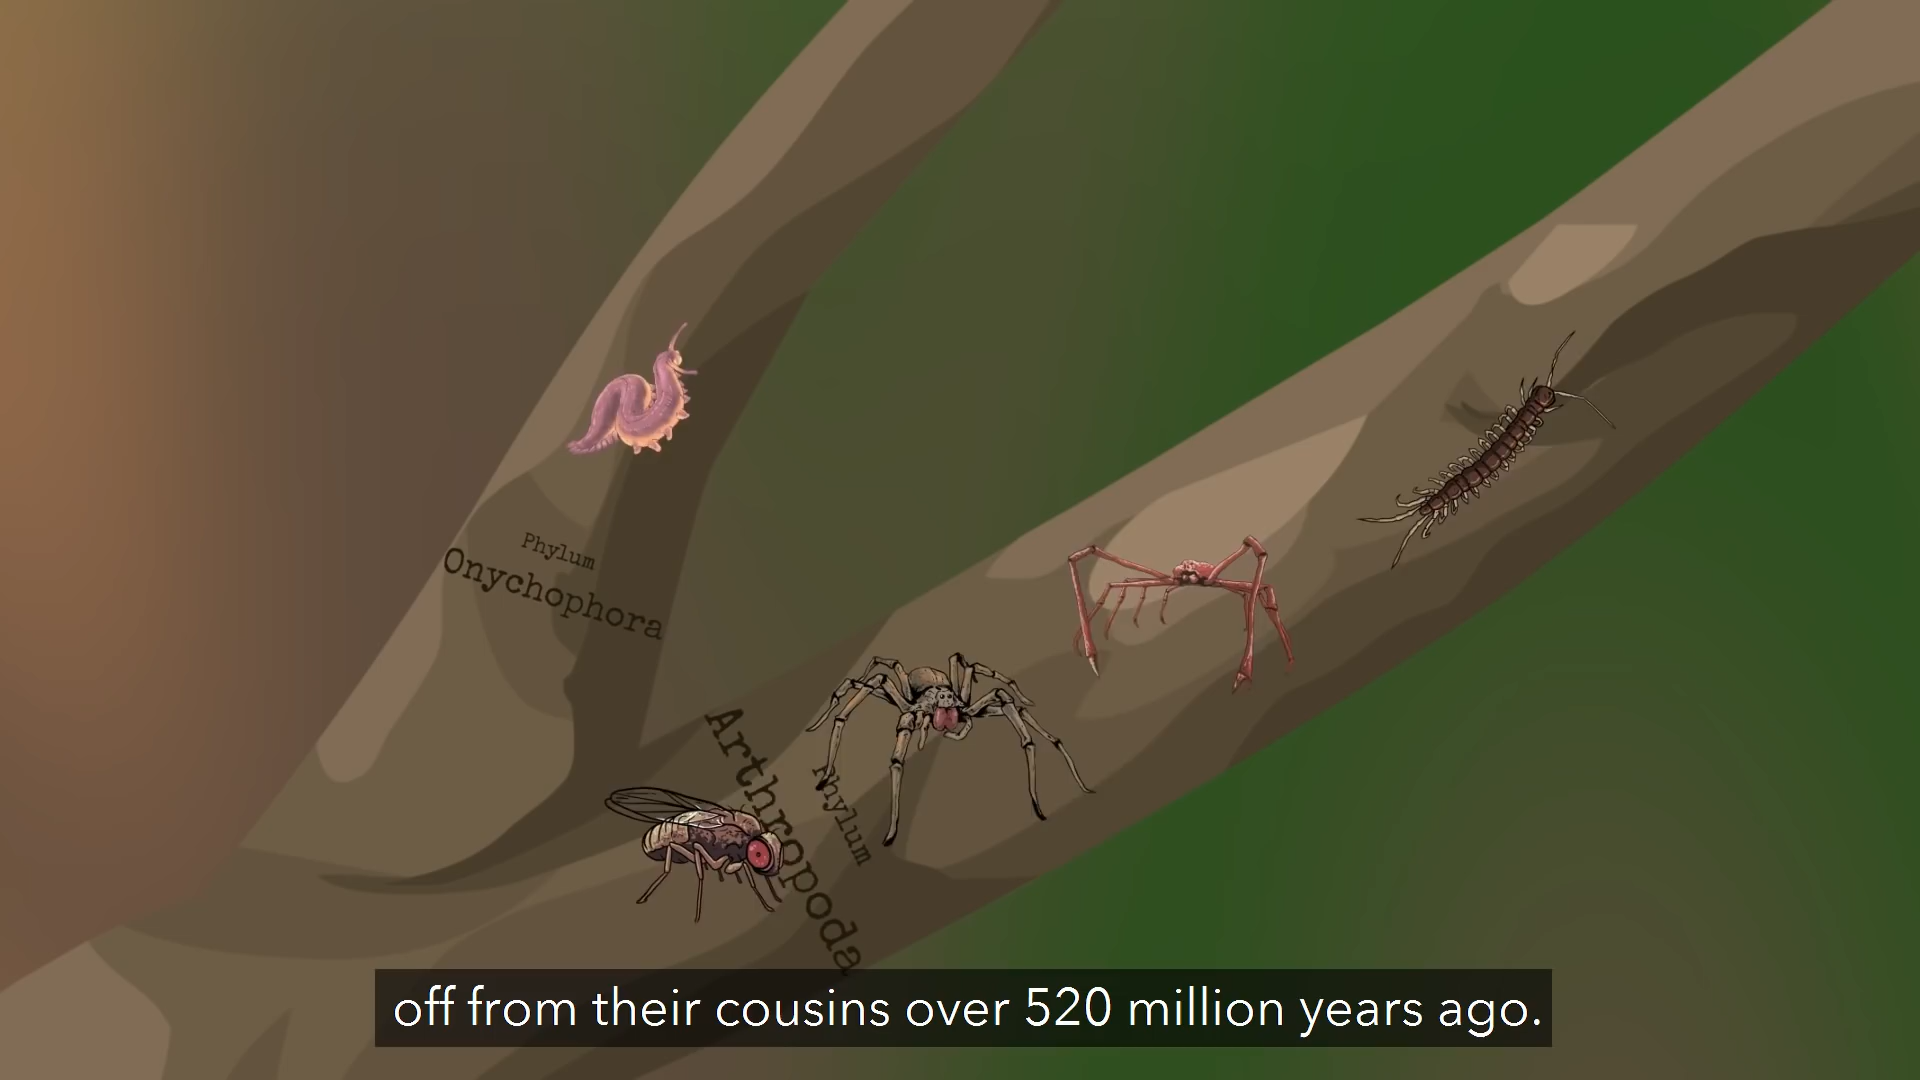 Phylum
Onychophora
Arthropoda
Phylum
off from their cousins over 520 million years ago.